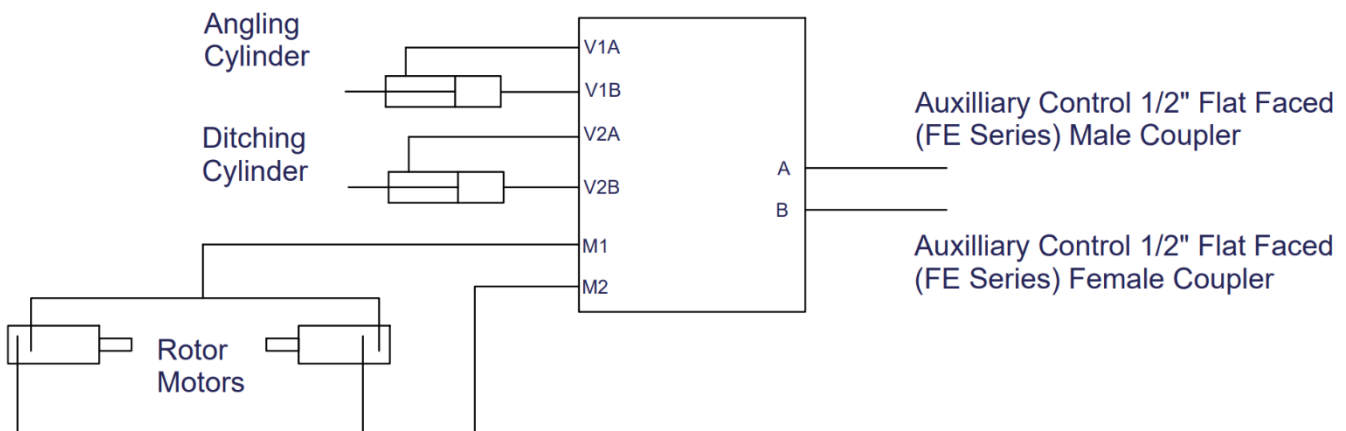 Angling
Cylinder
V1A
V1B
Ditching
Cylinder
V2A
V2B
M1
M2
A
B
Auxilliary Control 1/2" Flat Faced
(FE Series) Male Coupler
Auxilliary Control 1/2" Flat Faced
(FE Series) Female Coupler
Rotor
Motors